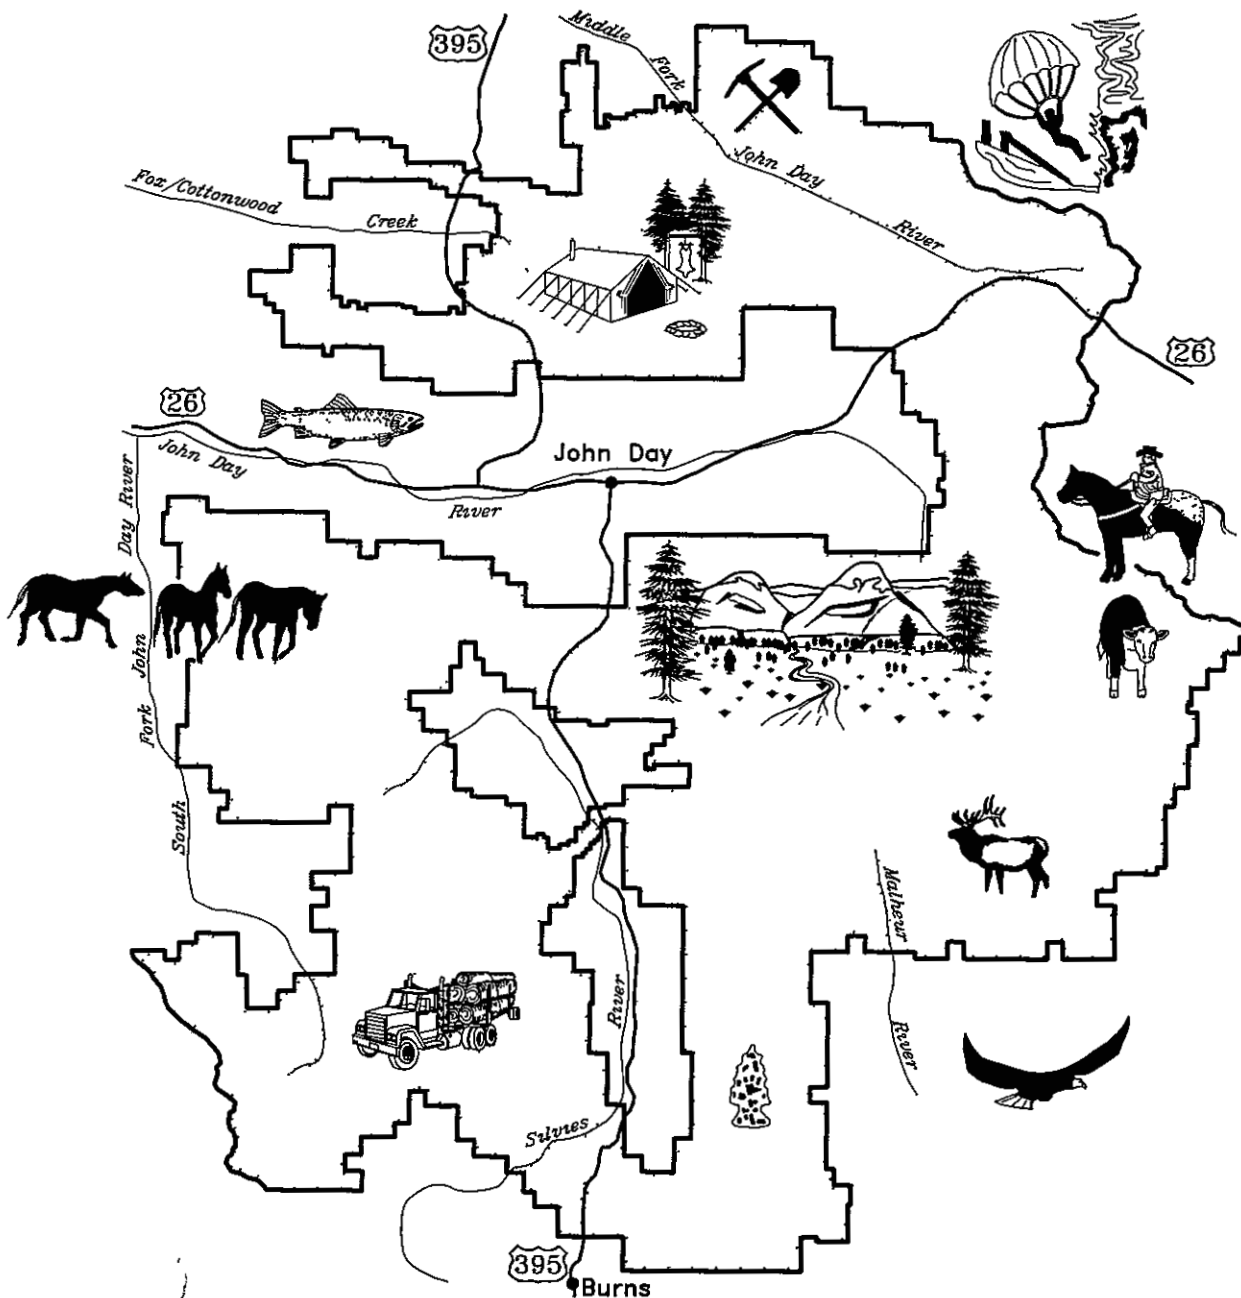 395
Middle
Fork
John Day
River
Fox/Cottonwood
Creek
26
26
John Day
River
John Day
Day River
John
Fork
South
Malheur
River
River
Silvies
395
Burns